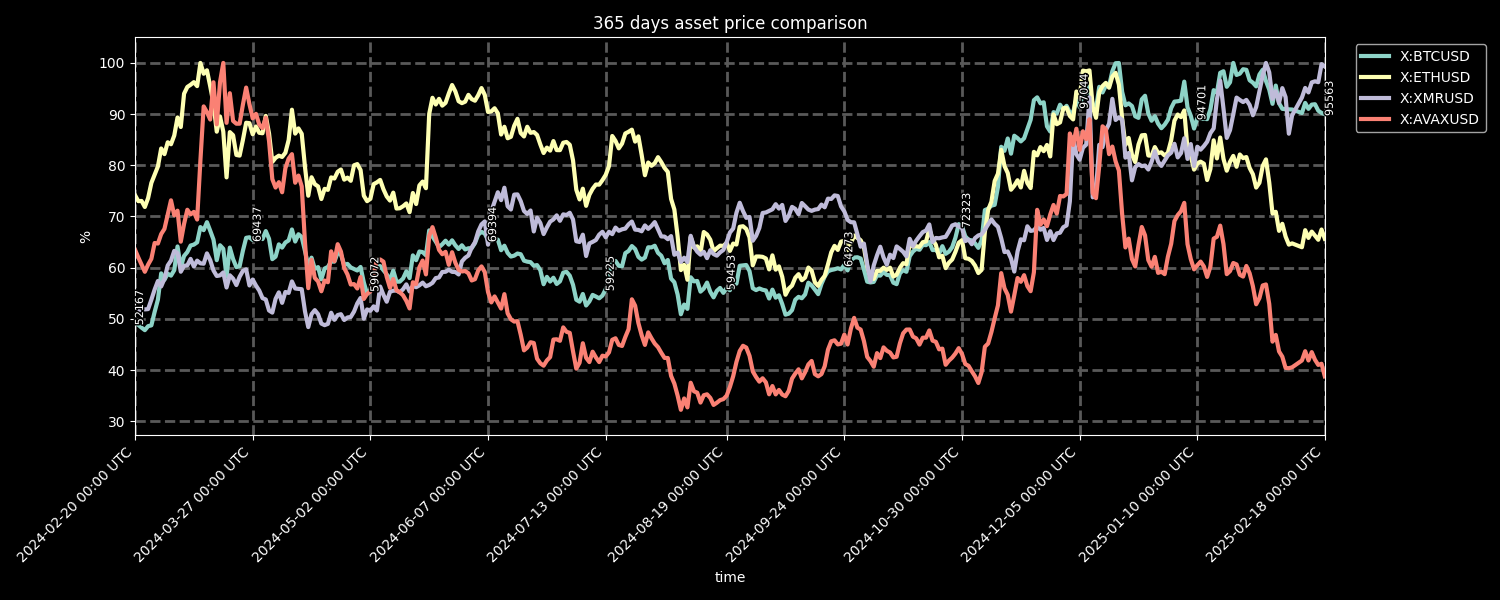 365 days asset price comparison
X:BTCUSD
X:ETHUSD
X:XMRUSD
X:AVAXUSD
%
100
90
80
70
60
50
40
30
52167
69437
59072
69394
59225
59453
64273
72323
97044
94701
95563
2024-02-20 00:00 UTC
2024-03-27 00:00 UTC
2024-05-02 00:00 UTC
2024-06-07 00:00 UTC
2024-07-13 00:00 UTC
2024-08-19 00:00 UTC
2024-09-24 00:00 UTC
2024-10-30 00:00 UTC
2024-12-05 00:00 UTC
2025-01-10 00:00 UTC
2025-02-18 00:00 UTC
time